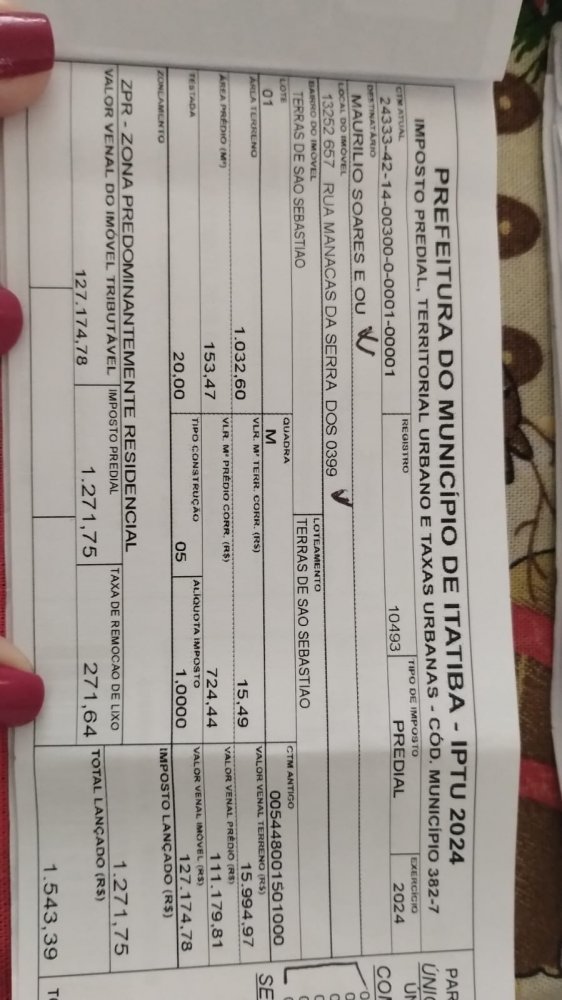 PREFEITURA DO MUNICÍPIO DE ITATIBA - IPTU 2024
IMPOSTO PREDIAL, TERRITORIAL URBANO E TAXAS URBANAS - CÓD. MUNICÍPIO 382-7
CTM ATUAL REGISTRO TIPO DE IMPOSTO EXERCÍCIO
24333-42-14-00300-0-0001-00001 10493 PREDIAL 2024
DESTINATÁRIO
MAURILIO SOARES E OU
LOCAL DO IMÓVEL
13252 657 RUA MANACAS DA SERRA DOS 0399
BAIRRO DO IMÓVEL LOTEAMENTO
TERRAS DE SAO SEBASTIAO TERRAS DE SAO SEBASTIAO
LOTE QUADRA CTM ANTIGO
01 M 005448001501000
ÁREA TERRENO VLR. M² TERR. CORR. (R$) VALOR VENAL TERRENO (R$)
1.032,60 15,49 15.994,97
ÁREA PRÉDIO (M²) VLR. M² PRÉDIO CORR. (R$) VALOR VENAL PRÉDIO (R$)
153,47 724,44 111.179,81
TESTADA TIPO CONSTRUÇÃO ALÍQUOTA IMPOSTO VALOR VENAL IMÓVEL (R$)
20,00 05 1,0000 127.174,78
ZONEAMENTO IMPOSTO LANÇADO (R$)
ZPR - ZONA PREDOMINANTEMENTE RESIDENCIAL 1.271,75
VALOR VENAL DO IMÓVEL TRIBUTÁVEL IMPOSTO PREDIAL TAXA DE REMOCAO DE LIXO TOTAL LANÇADO (R$)
127.174,78 1.271,75 271,64 1.543,39
PAR
ÚNI
CO
SE